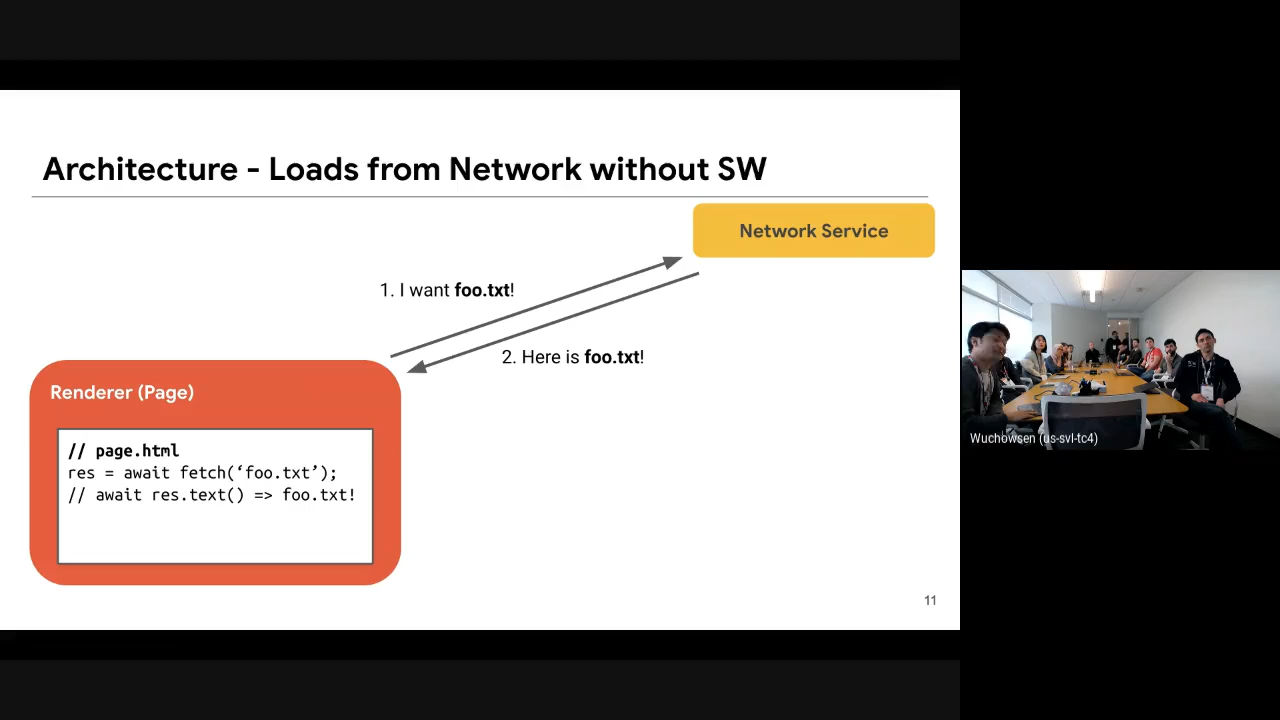 Architecture - Loads from Network without SW
Network Service
1. I want foo.txt!
2. Here is foo.txt!
Renderer (Page)
// page.html
res = await fetch(‘foo.txt’);
// await res.text() => foo.txt!
11
Wuchowsen (us-svl-tc4)